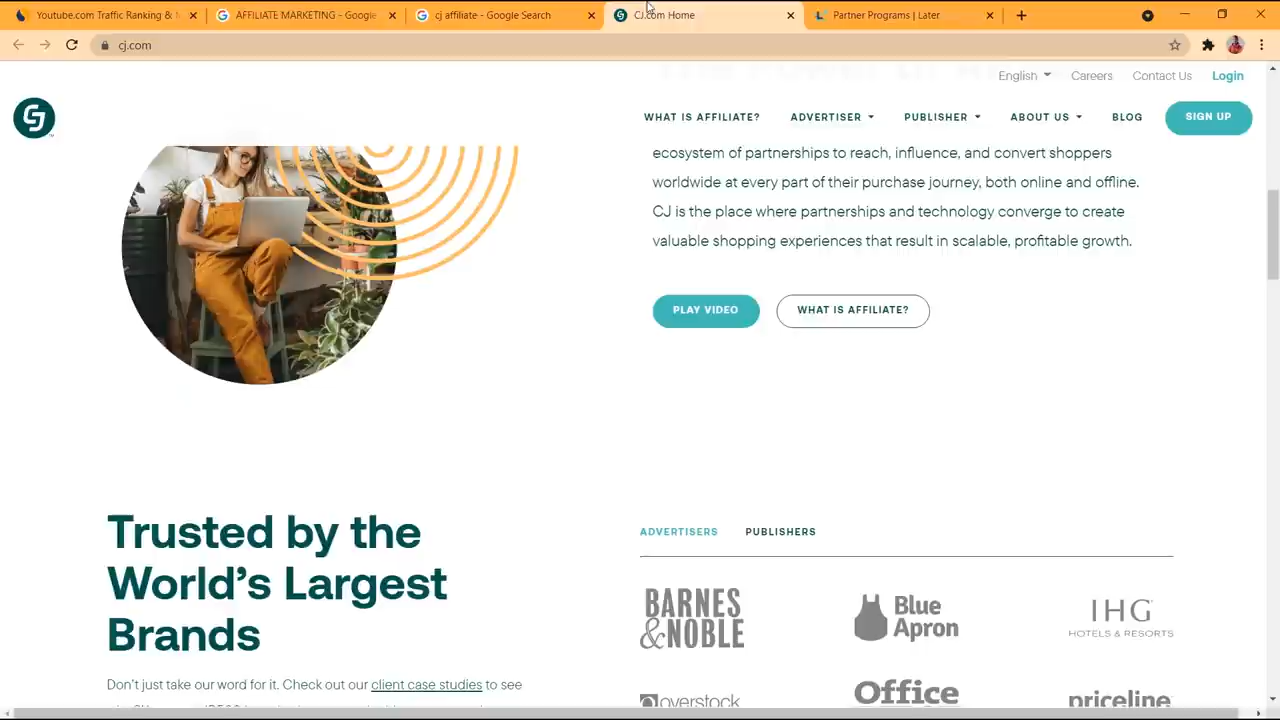 Youtube.com Traffic Ranking &
AFFILIATE MARKETING - Google
cj affiliate - Google Search
CJ.com Home
Partner Programs | Later
cj.com
English
Careers
Contact Us
Login
CJ
WHAT IS AFFILIATE?
ADVERTISER
PUBLISHER
ABOUT US
BLOG
SIGN UP
ecosystem of partnerships to reach, influence, and convert shoppers
worldwide at every part of their purchase journey, both online and offline.
CJ is the place where partnerships and technology converge to create
valuable shopping experiences that result in scalable, profitable growth.
PLAY VIDEO
WHAT IS AFFILIATE?
Trusted by the
World's Largest
Brands
Don't just take our word for it. Check out our client case studies to see
ADVERTISERS
PUBLISHERS
BARNES
&NOBLE
Blue
Apron
IHG
HOTELS & RESORTS
overstock
Office
priceline